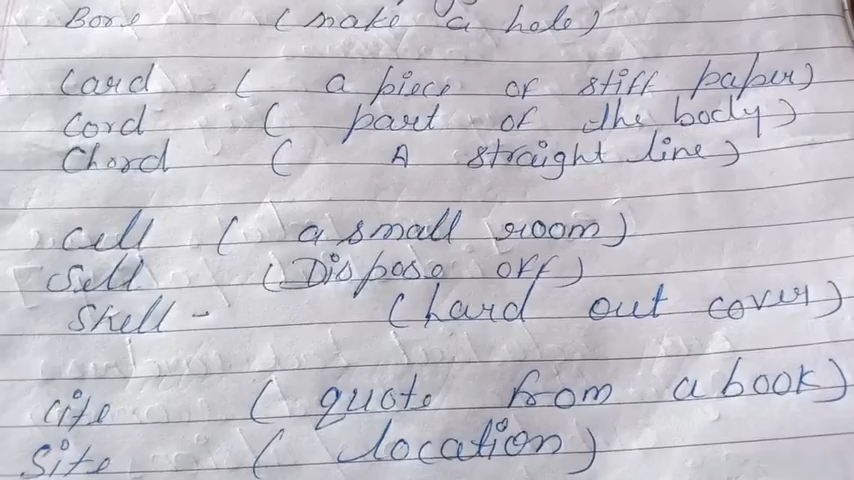 Bore (make a hole)
Card ( a piece of stiff paper)
Cord ( part of the body)
Chord ( A straight line)
Cell ( a small room)
Sell (Dispose off)
Shell - (hard out cover)
Cite ( quote from a book)
Site ( location)